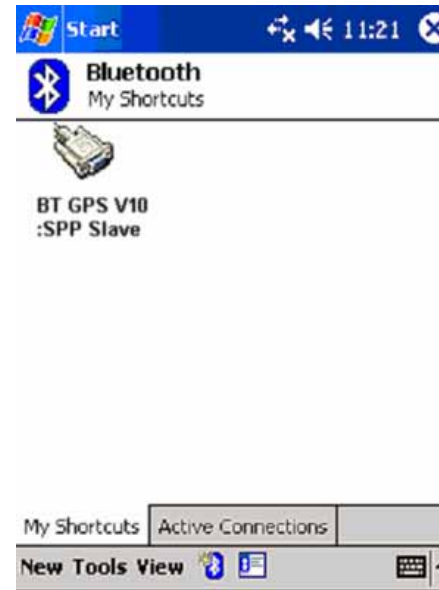 Start 11:21
Bluetooth
My Shortcuts
BT GPS V10
:SPP Slave
My Shortcuts Active Connections
New Tools View